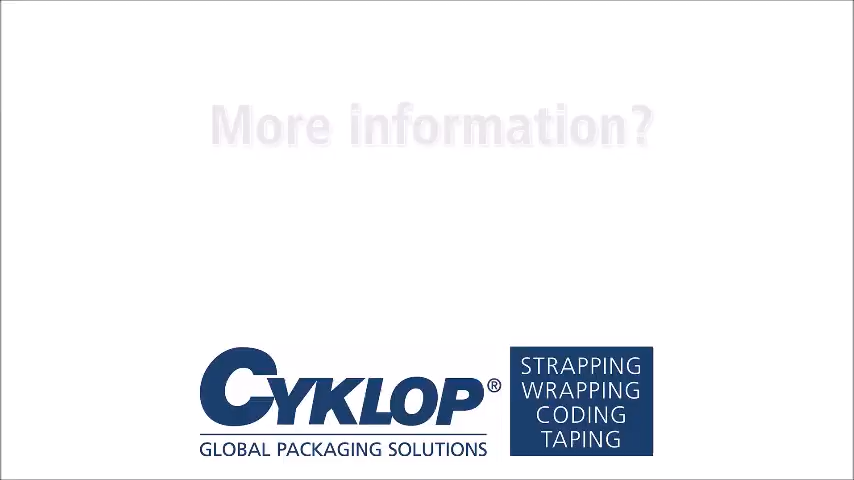 More information?
CYKLOP®
GLOBAL PACKAGING SOLUTIONS
STRAPPING
WRAPPING
CODING
TAPING